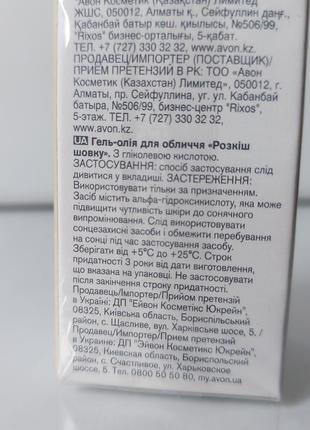 "Авон Косметик (Қазақстан) Лимитед"
ЖШС, 050012, Алматы қ., Сейфуллин даңғ.,
Қабанбай батыр көш. қиылысы, №506/99,
"Rixos" бизнес-орталығы, 5-қабат.
Тел. +7 (727) 330 32 32, www.avon.kz.
ПРОДАВЕЦ/ИМПОРТЕР (ПОСТАВЩИК)/
ПРИЕМ ПРЕТЕНЗИЙ В РК: ТОО "Авон
Косметик (Казахстан) Лимитед", 050012, г.
Алматы, пр. Сейфуллина, уг. ул. Кабанбай
батыра, №506/99, бизнес-центр "Rixos",
5-этаж. ТЕЛ. +7 (727) 330 32 32,
www.avon.kz.
UA Гель-олія для обличчя «Розкіш
шовку». З гліколевою кислотою.
ЗАСТОСУВАННЯ: спосіб застосування слід
дивитися у вкладиші. ЗАСТЕРЕЖЕННЯ:
Використовувати тільки за призначенням.
Засіб містить альфа-гідроксикислоту, яка може
підвищити чутливість шкіри до сонячного
випромінювання. Слід використовувати
сонцезахисні засоби і обмежити перебування
на сонці під час застосування засобу.
Зберігати від +5°С до +25°С. Строк
придатності 3 роки від дати виготовлення,
що вказана на упаковці. Не застосовувати після
закінчення строку придатності.
Продавець/Імпортер/Прийом претензій
в Україні: ДП "Ейвон Косметікс Юкрейн",
08325, Київська область, Бориспільський
район, с. Щасливе, вул. Харківське шосе, 5. /
Продавец/Импортер/Прием претензий
в Украине: ДП "Эйвон Косметикс Юкрейн",
08325, Киевская область, Бориспольский
район, с. Счастливое, ул. Харьковское
шоссе, 5. Тел. 0800 50 50 80, my.avon.ua.